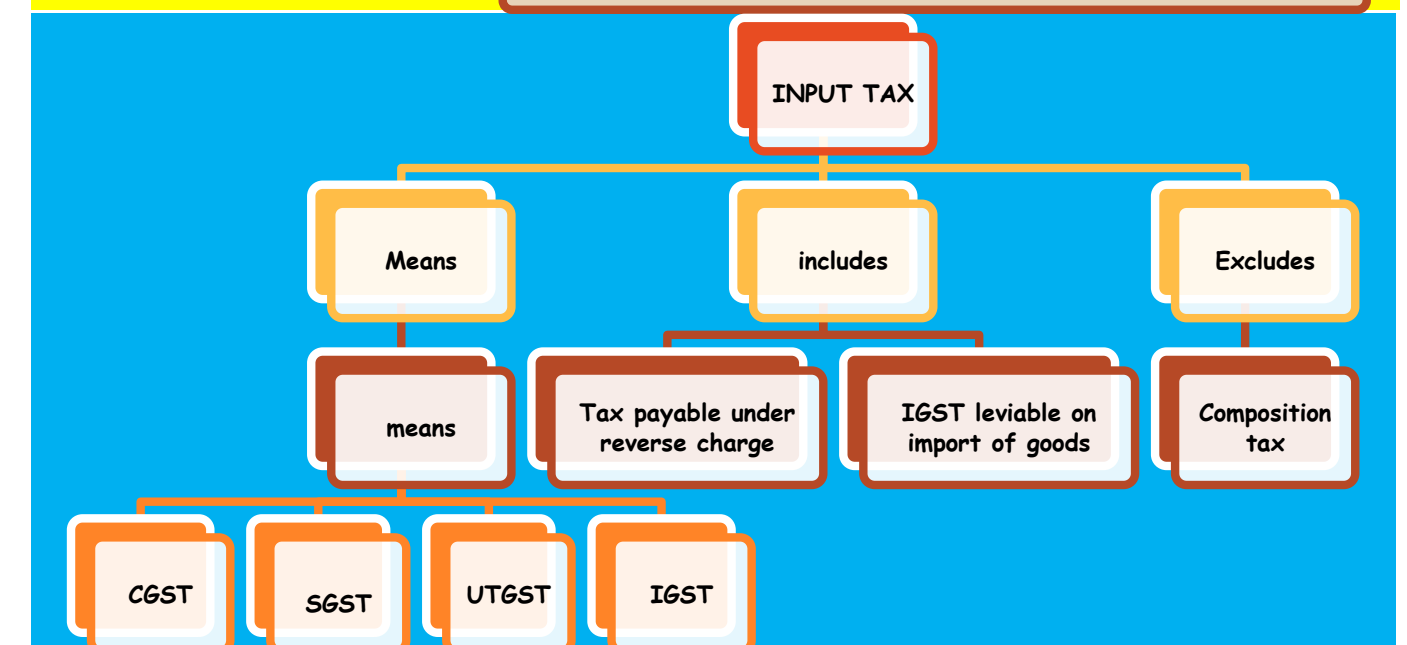 INPUT TAX
Means
includes
Excludes
means
Tax payable under
reverse charge
IGST leviable on
import of goods
Composition
tax
CGST
SGST
UTGST
IGST